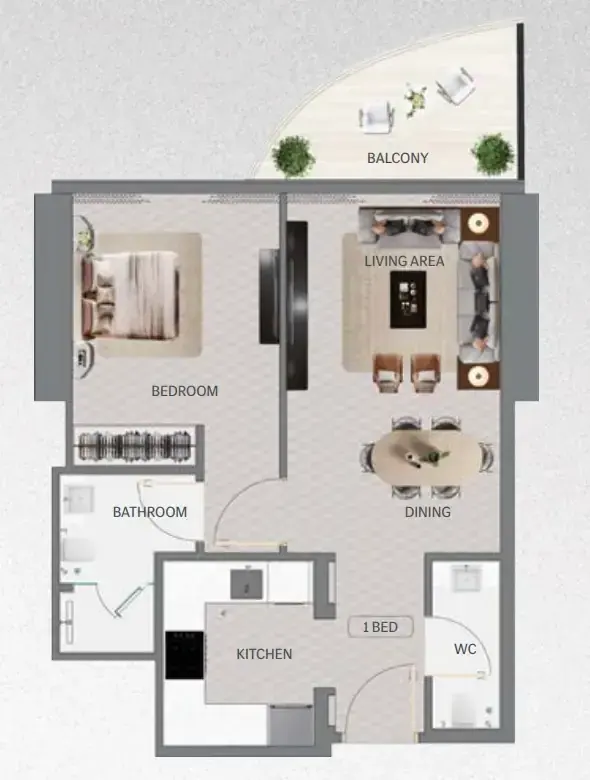 BALCONY
LIVING AREA
BEDROOM
BATHROOM
DINING
1 BED
KITCHEN
WC